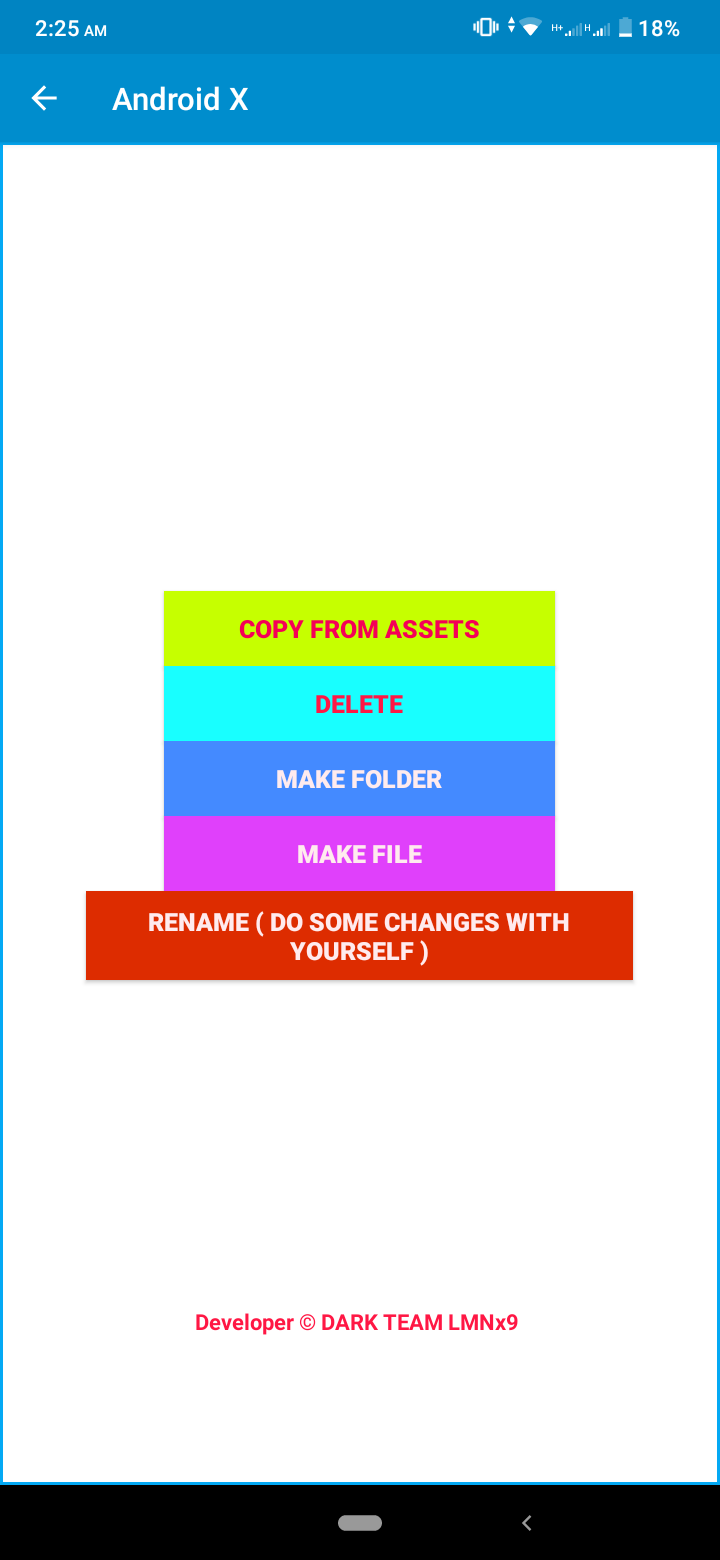 2:25 AM
H+ H 18%
Android X
COPY FROM ASSETS
DELETE
MAKE FOLDER
MAKE FILE
RENAME ( DO SOME CHANGES WITH
YOURSELF )
Developer © DARK TEAM LMNx9